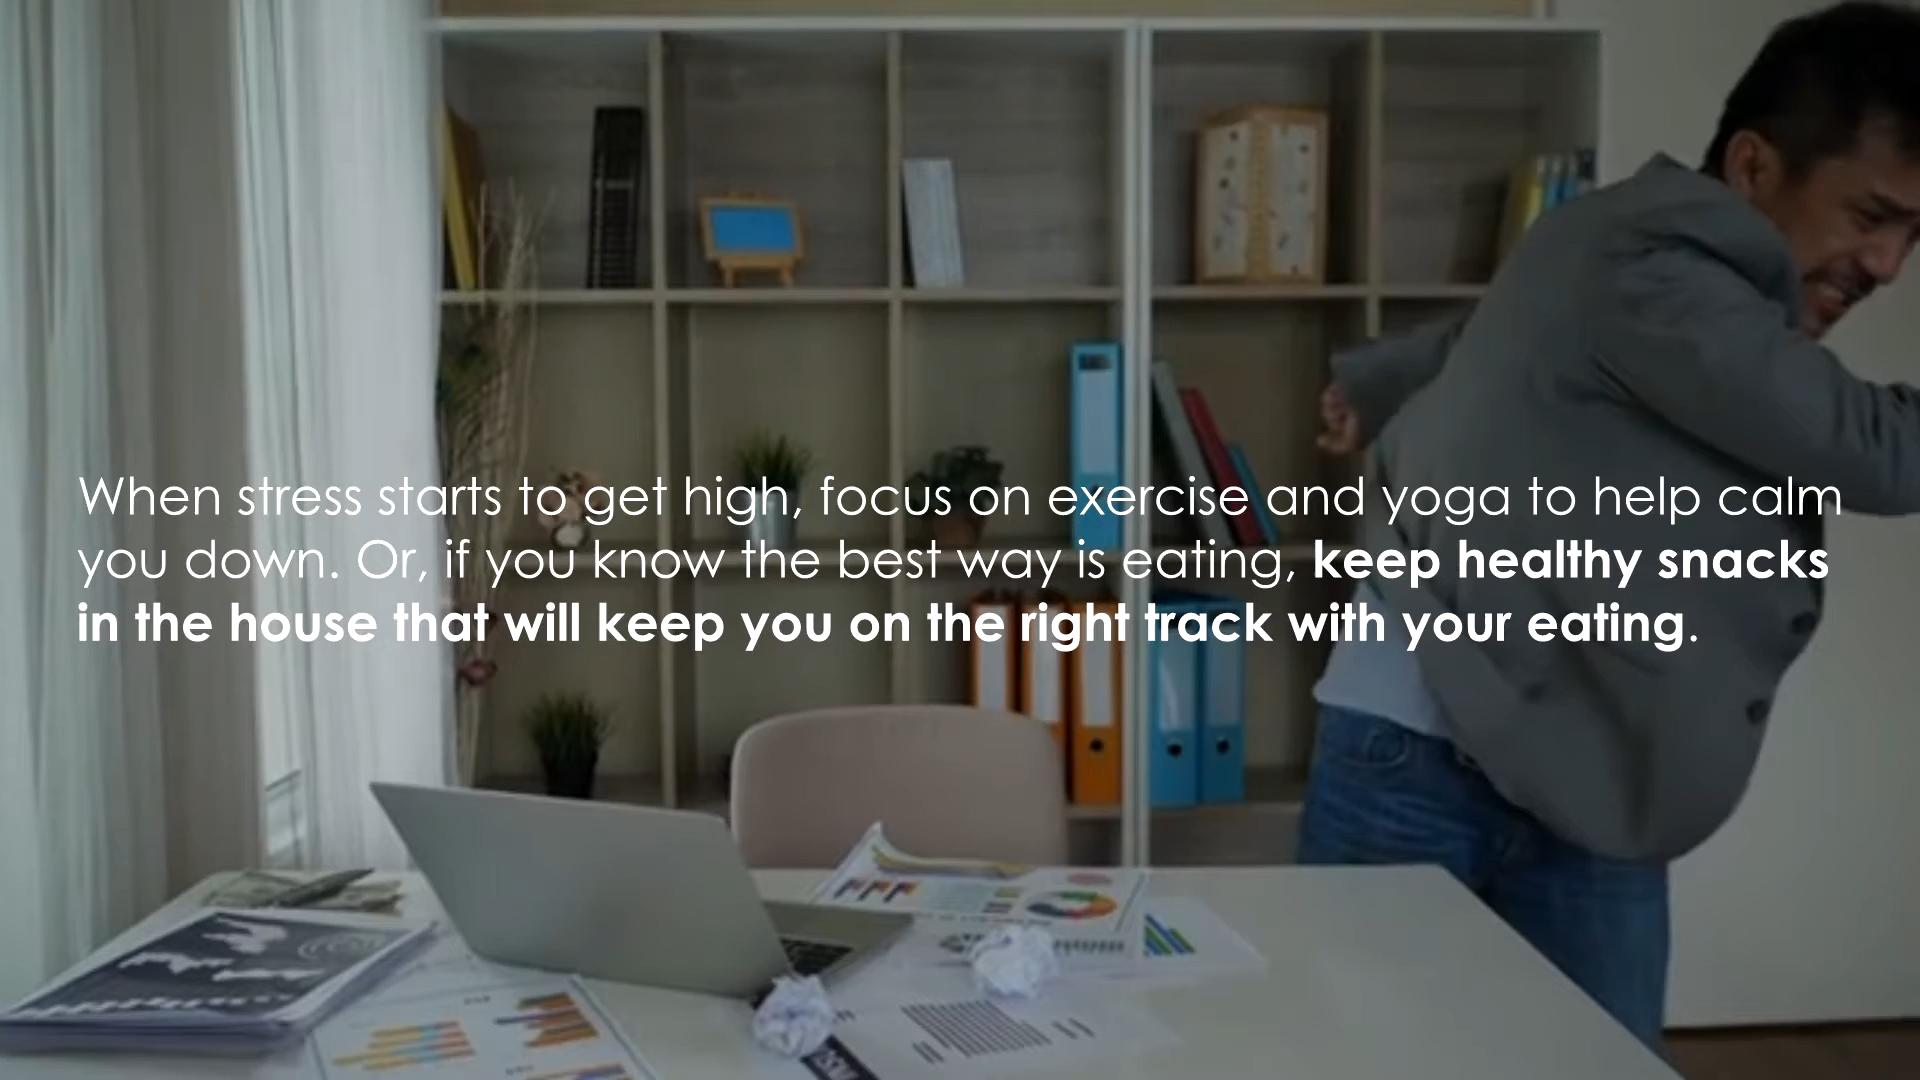 When stress starts to get high, focus on exercise and yoga to help calm
you down. Or, if you know the best way is eating, keep healthy snacks
in the house that will keep you on the right track with your eating.